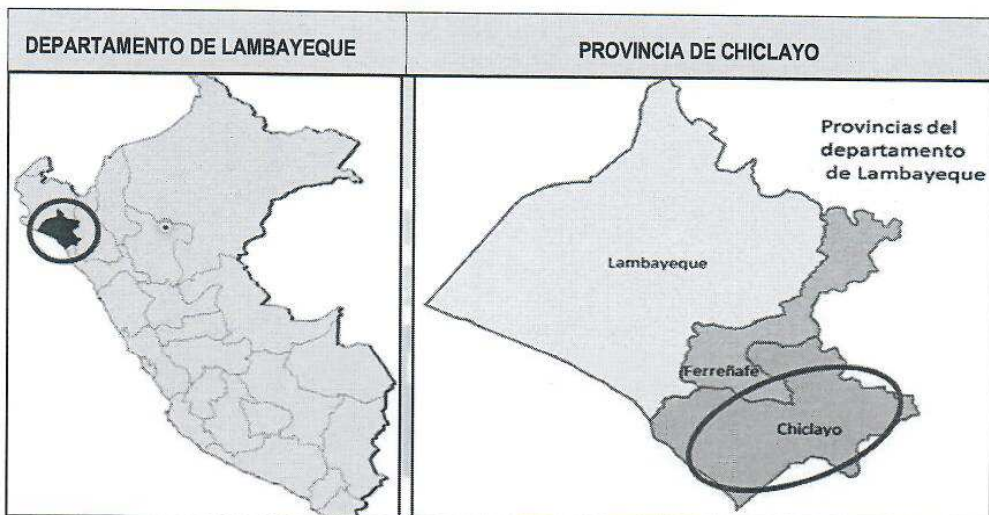 DEPARTAMENTO DE LAMBAYEQUE
PROVINCIA DE CHICLAYO
Provincias del
departamento
de Lambayeque
Lambayeque
Ferreñafe
Chiclayo